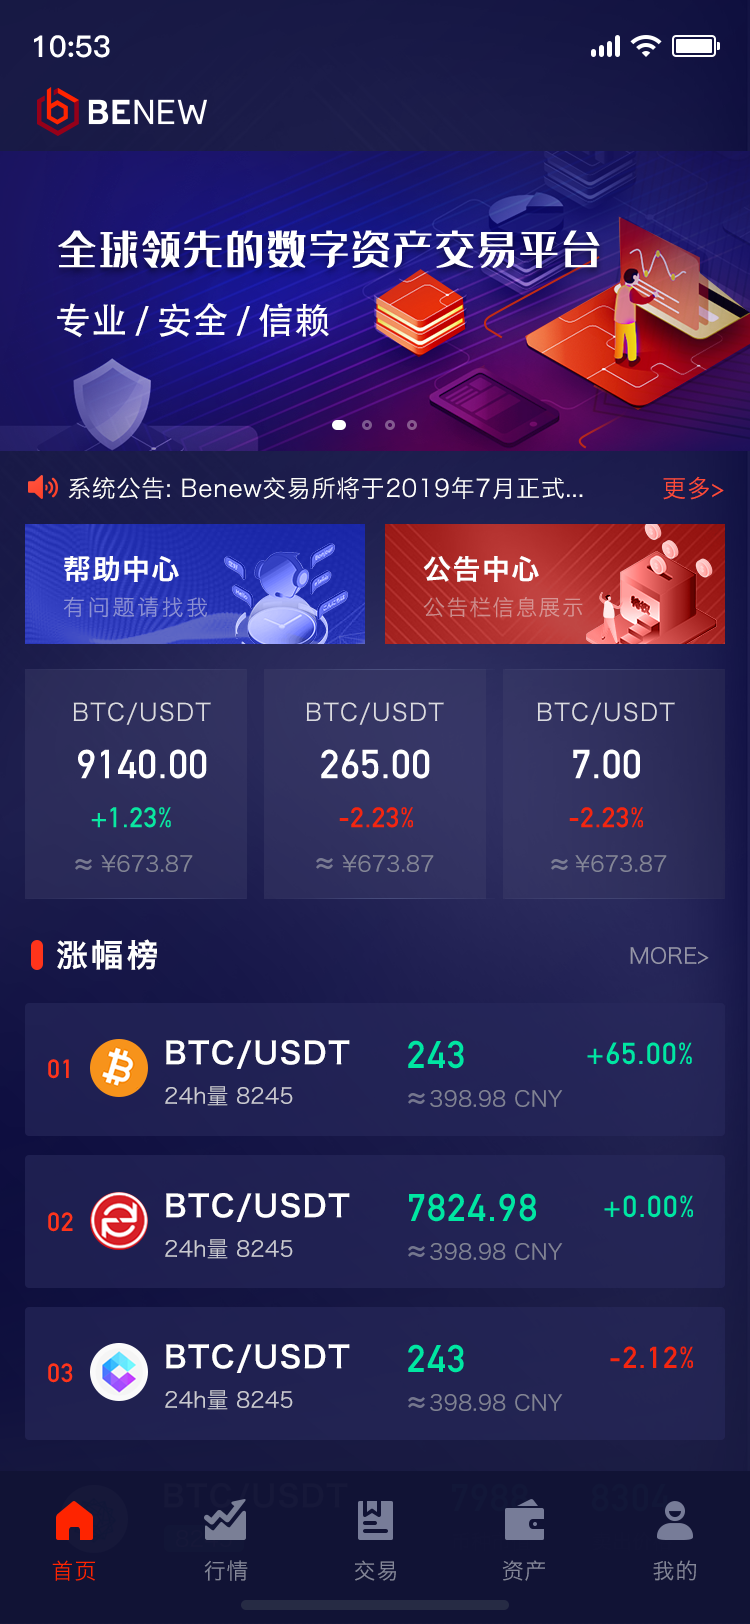 10:53
BENEW
全球领先的数字资产交易平台
专业 / 安全 / 信赖
系统公告: Benew交易所将于2019年7月正式...
更多>
帮助中心
有问题请找我
公告中心
公告栏信息展示
BTC/USDT
9140.00
+1.23%
≈ ¥673.87
BTC/USDT
265.00
-2.23%
≈ ¥673.87
BTC/USDT
7.00
-2.23%
≈ ¥673.87
涨幅榜
MORE>
01
BTC/USDT
24h量 8245
243
≈398.98 CNY
+65.00%
02
BTC/USDT
24h量 8245
7824.98
≈398.98 CNY
+0.00%
03
BTC/USDT
24h量 8245
243
≈398.98 CNY
-2.12%
BTC/USDT
首页
行情
交易
资产
我的